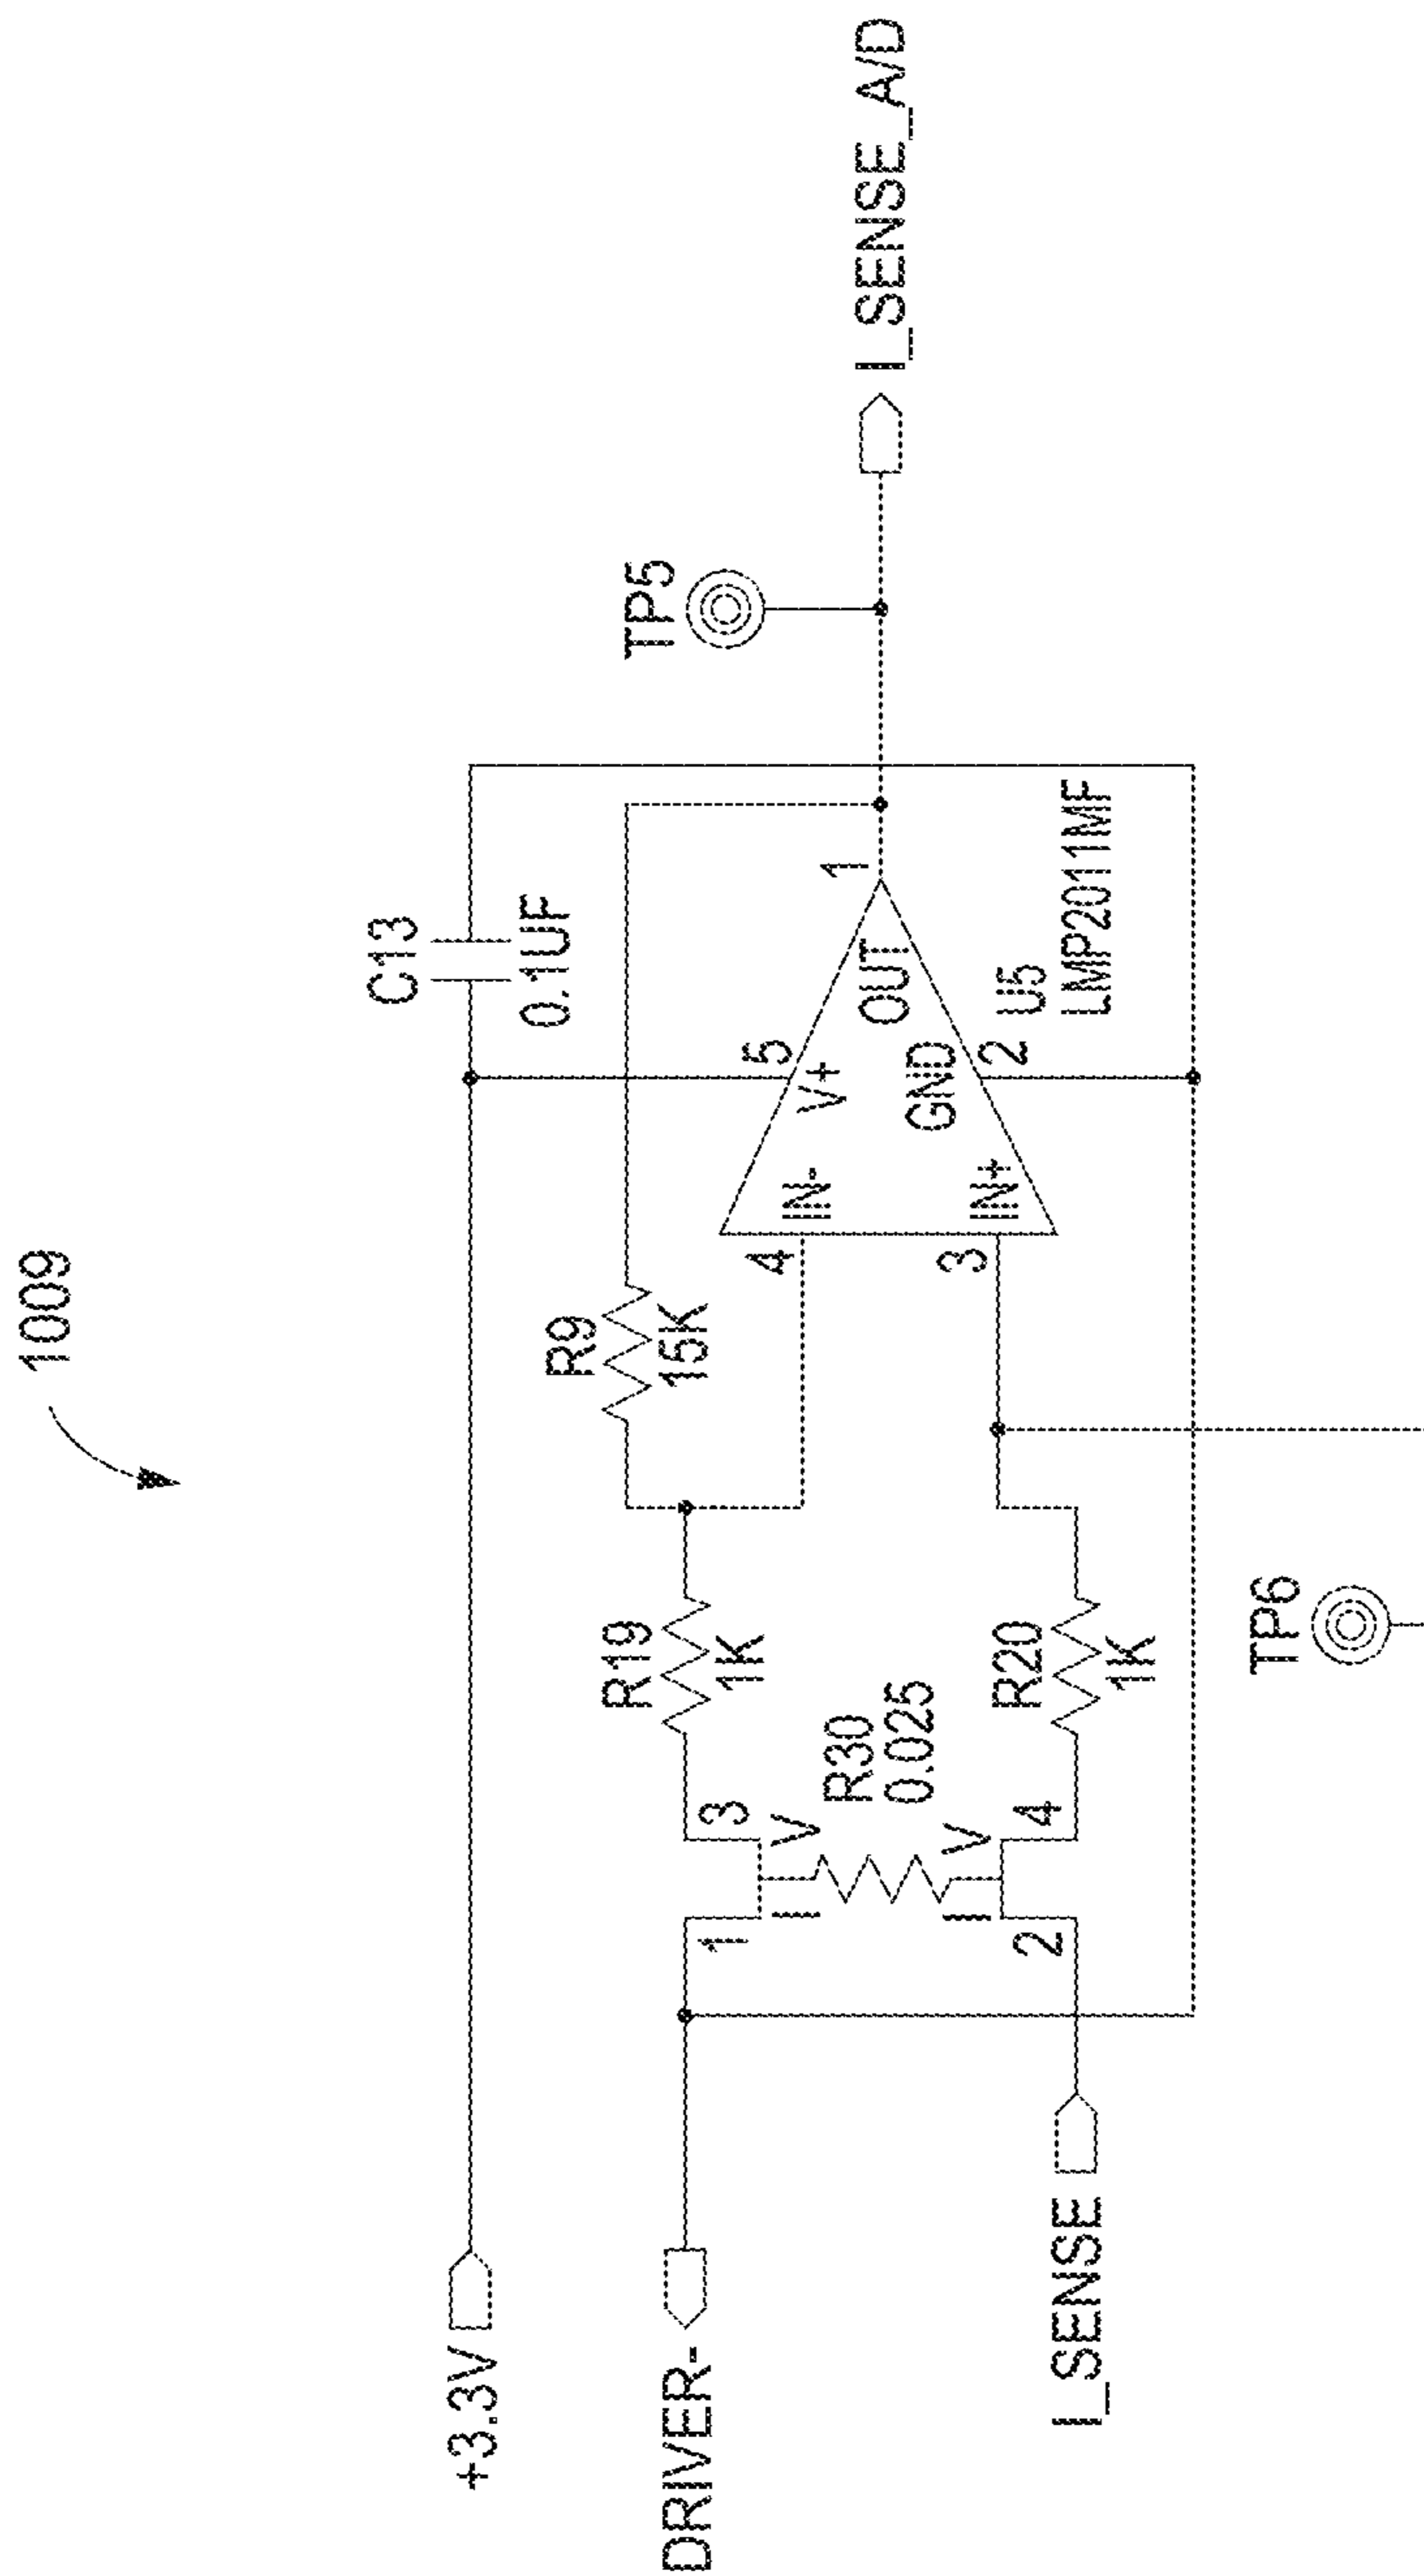 1009
+3.3V
C13
0.1UF
TP5
R9
15K
DRIVER-
R19
1K
1
3
I
V
R30
0.025
I
V
2
4
I_SENSE
R20
1K
4
IN-
3
IN+
5
V+
OUT
1
GND
2
U5
LMP2011MF
I_SENSE_A/D
TP6